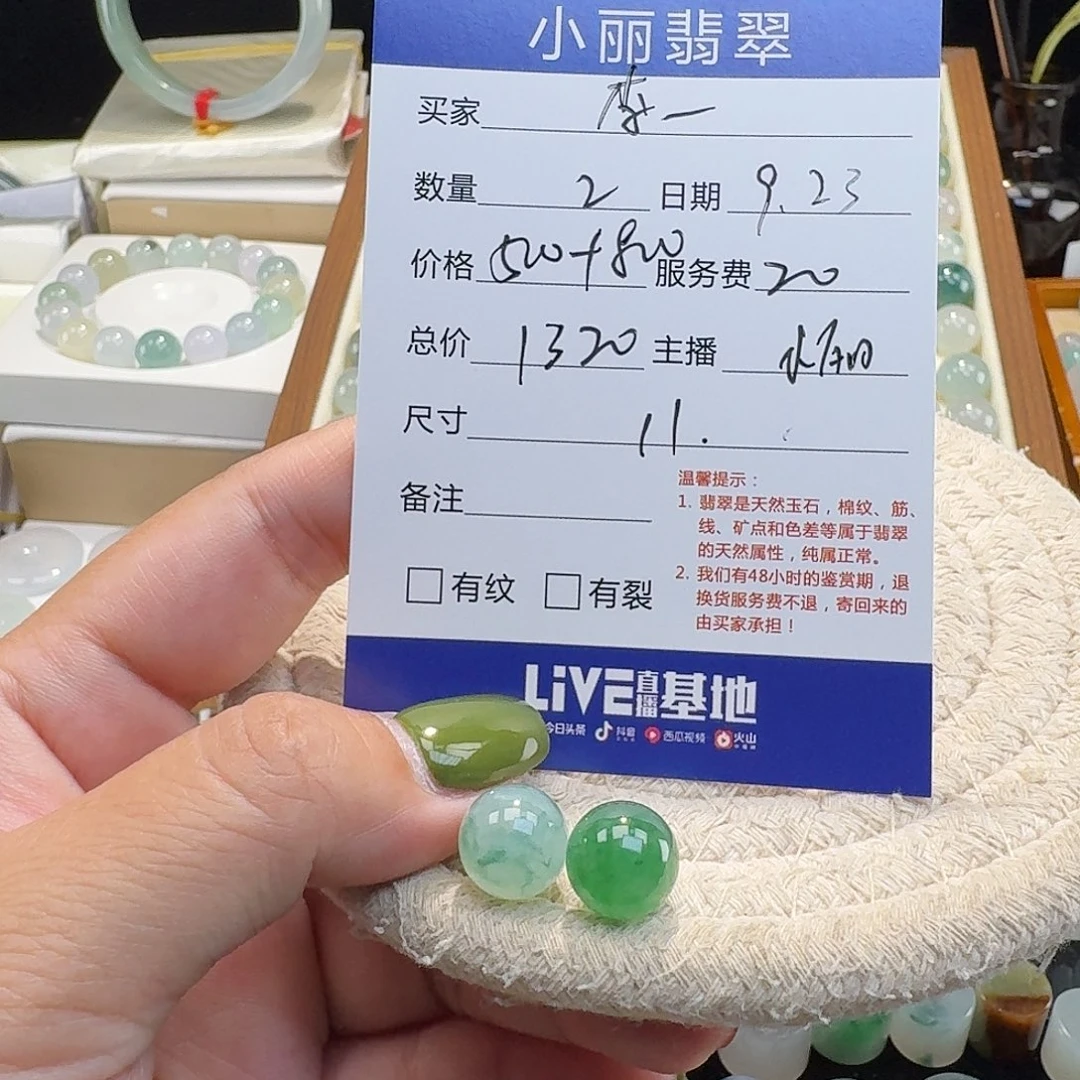 小丽翡翠
买家 李一
数量 2 日期 9.23
价格 500+800 服务费 20
总价 1320 主播
尺寸 11.
备注
温馨提示：
1. 翡翠是天然玉石，棉纹、筋、
线、矿点和色差等属于翡翠
的天然属性，纯属正常。
2. 我们有48小时的鉴赏期，退
换货服务费不退，寄回来的
由买家承担！
□有纹 □有裂
LiVE直播基地
今日头条 抖音 西瓜视频 火山